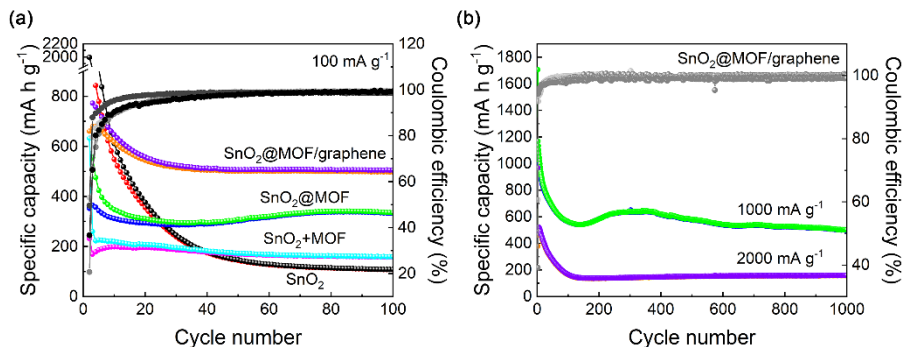 (a)
2200
2000
800
600
400
200
0
Specific capacity (mA h g⁻¹)
100 mA g⁻¹
SnO₂@MOF/graphene
SnO₂@MOF
SnO₂+MOF
SnO₂
120
100
80
60
40
20
Coulombic efficiency (%)
0 20 40 60 80 100
Cycle number
(b)
1800
1600
1400
1200
1000
800
600
400
200
0
Specific capacity (mA h g⁻¹)
SnO₂@MOF/graphene
1000 mA g⁻¹
2000 mA g⁻¹
100
80
60
40
Coulombic efficiency (%)
0 200 400 600 800 1000
Cycle number